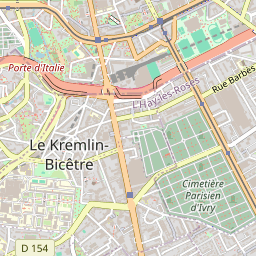 Porte d'Italie
L'Haÿ-les-Roses
Rue Barbès
Le Kremlin-
Bicêtre
Cimetière
Parisien
d'Ivry
D 154